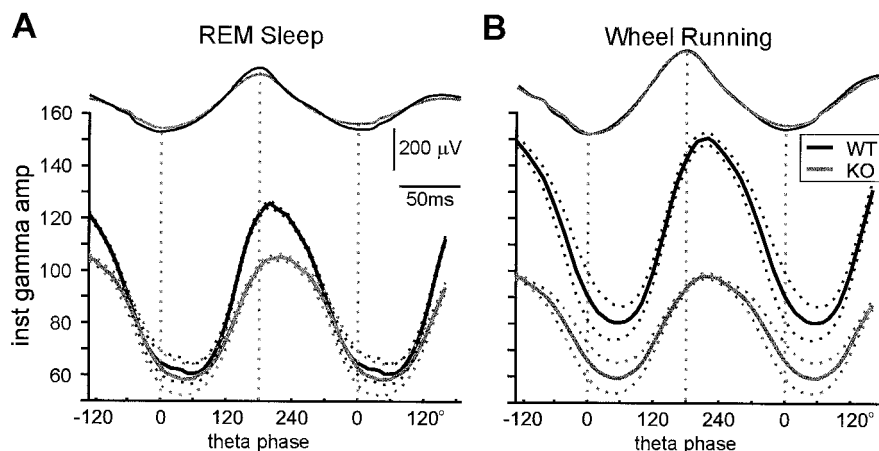 A
REM Sleep
B
Wheel Running
160
140
120
100
80
60
inst gamma amp
200 μV
50ms
WT
KO
-120 0 120 240 0 120°
theta phase
-120 0 120 240 0 120°
theta phase